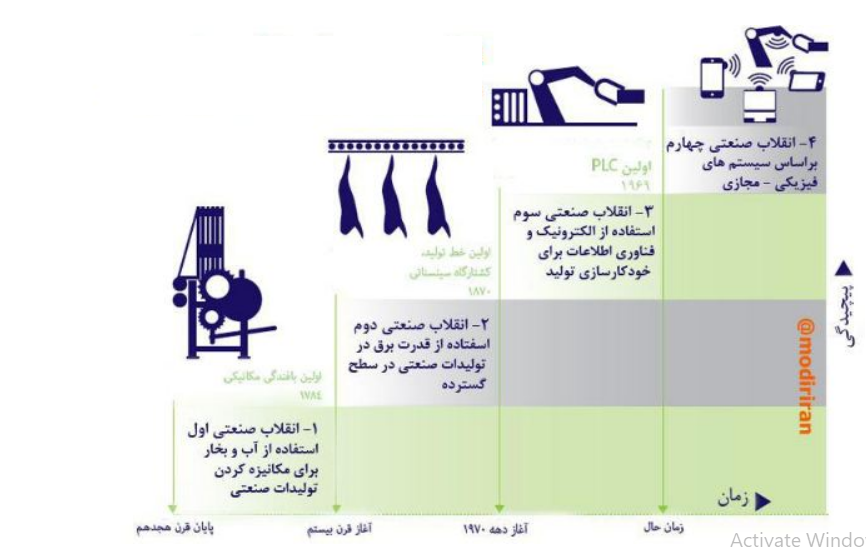 ۴- انقلاب صنعتی چهارم
براساس سیستم های
فیزیکی - مجازی
اولین PLC
۱۹۶۹
۳- انقلاب صنعتی سوم
استفاده از الکترونیک و
فناوری اطلاعات برای
خودکارسازی تولید
اولین خط تولید،
کشتارگاه سینسناتی
۱۸۷۰
۲- انقلاب صنعتی دوم
اسفتاده از قدرت برق در
تولیدات صنعتی در سطح
گسترده
اولین بافندگی مکانیکی
۱۷۸۴
۱- انقلاب صنعتی اول
استفاده از آب و بخار
برای مکانیزه کردن
تولیدات صنعتی
پیچیدگی
@modiriran
زمان
زمان حال
آغاز دهه ۱۹۷۰
آغاز قرن بیستم
پایان قرن هجدهم
Activate Windo